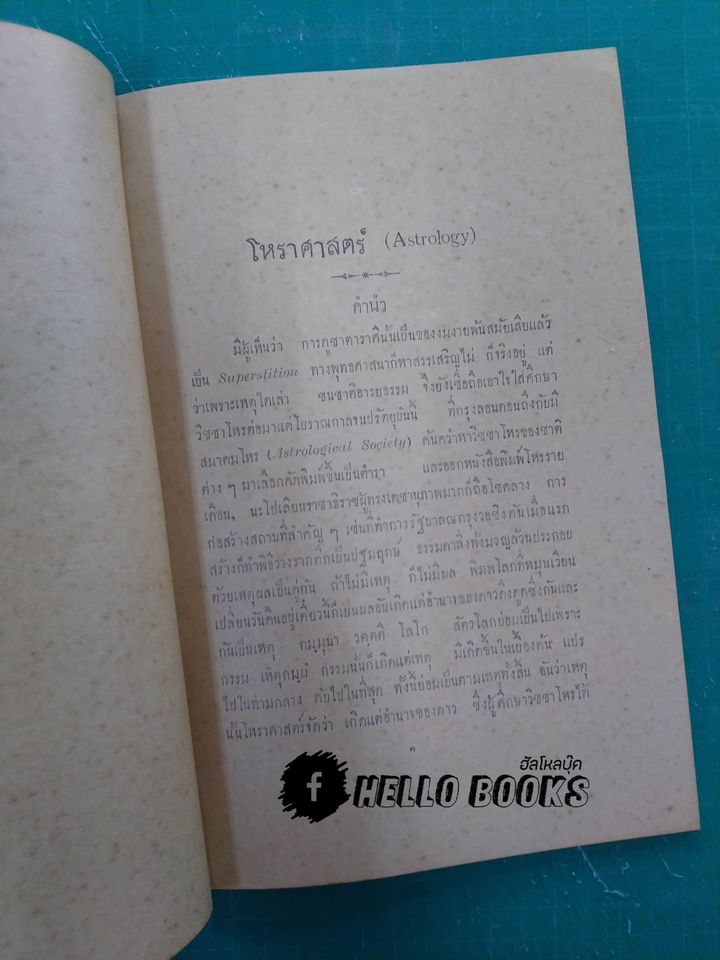 โหราศาสตร์ (Astrology)
คำนำ
มีผู้เห็นว่า การดูชาตาราศีนั้นเป็นของงมงายพ้นสมัยเสียแล้ว
เป็น Superstition ทางพุทธศาสนาก็หาสรรเสริญไม่ ก็จริงอยู่ แต่
ว่าเพราะเหตุใดเล่า ชนชาติอารยธรรม จึงยังเชื่อถือเอาใจใส่ศึกษา
วิชชาโหรต่อมาแต่โบราณกาลจนปรัตยุบันนี้ ที่กรุงลอนดอนถึงกับมี
สมาคมโหร (Astrological Society) ค้นคว้าหาวิชชาโหรของชาติ
ต่าง ๆ มาเลือกคัดพิมพ์ขึ้นเป็นตำรา และออกหนังสือพิมพ์โหรราย
เดือน, นะโปเลียนราชาธิราชผู้ทรงเดชานุภาพมากก็ถือโชคลาง การ
ก่อสร้างสถานที่สำคัญ ๆ เช่นที่ทำการรัฐบาลณกรุงวอชิงตันเมื่อแรก
สร้างก็ทำพิธีวางรากตึกเป็นปฐมฤกษ์ ธรรมดาสิ่งทั้งมวญล้วนประกอบ
ด้วยเหตุผลเป็นคู่กัน ถ้าไม่มีเหตุ ก็ไม่มีผล พิภพโลกที่หมุนเวียน
เปลี่ยนวันคืนอยู่เดี๋ยวนี้ก็เป็นผลอันเกิดแต่อำนาจของดาวดึงดูดซึ่งกันและ
กันเป็นเหตุ กมฺมุนา วตฺตติ โลโก สัตวโลกย่อมเป็นไปเพราะ
กรรม เหตุกมฺมํ กรรมนั้นก็เกิดแต่เหตุ มีเกิดขึ้นในเบื้องต้น แปร
ไปในท่ามกลาง ดับไปในที่สุด ทั้งนี้ย่อมเป็นตามเหตุทั้งสิ้น อันว่าเหตุ
นั้นโหราศาสตร์จัดว่า เกิดแต่อำนาจของดาว ซึ่งผู้ศึกษาวิชชาโหรได้
๑
ฮัลโหลบุ๊ค
f HELLO BOOKS